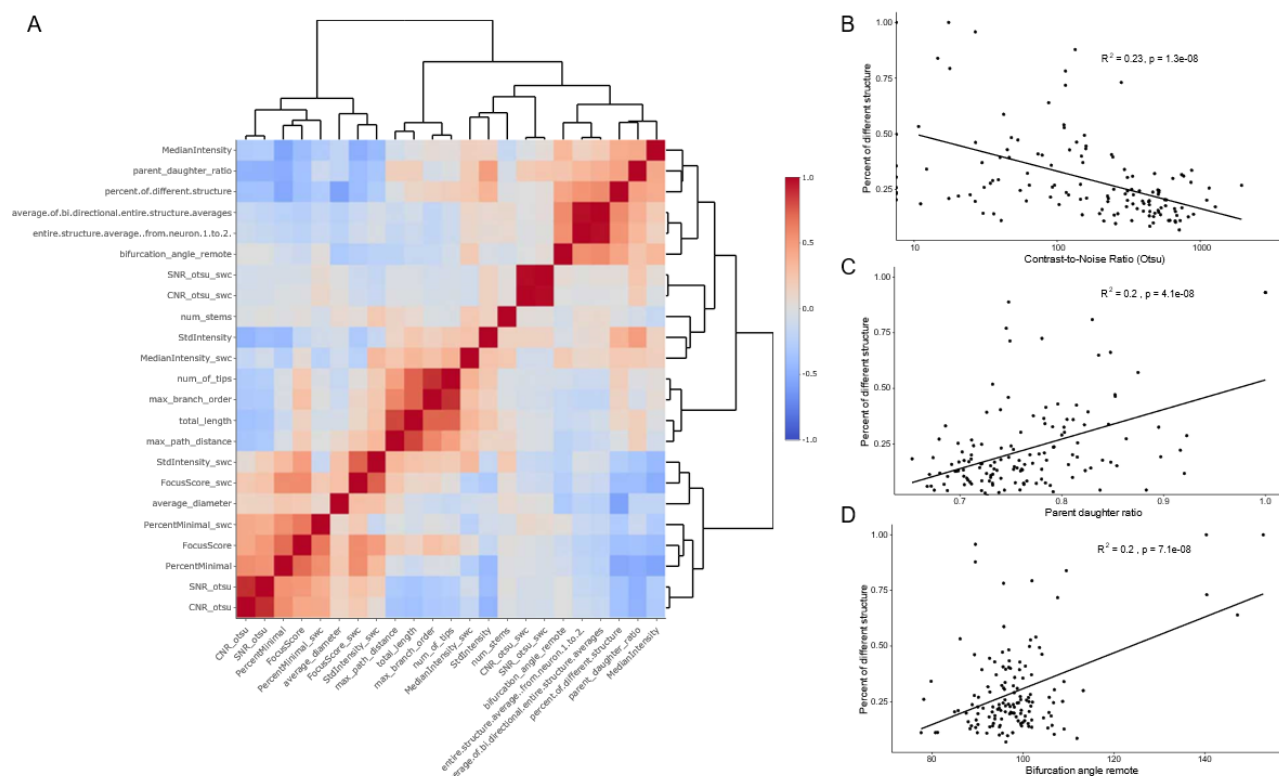 A
MedianIntensity
parent_daughter_ratio
percent.of.different.structure
average.of.bi.directional.entire.structure.averages
entire.structure.average..from.neuron.1.to.2.
bifurcation_angle_remote
SNR_otsu_swc
CNR_otsu_swc
num_stems
StdIntensity
MedianIntensity_swc
num_of_tips
max_branch_order
total_length
max_path_distance
StdIntensity_swc
FocusScore_swc
average_diameter
PercentMinimal_swc
FocusScore
PercentMinimal
SNR_otsu
CNR_otsu
CNR_otsu
SNR_otsu
PercentMinimal
FocusScore
PercentMinimal_swc
average_diameter
FocusScore_swc
StdIntensity_swc
max_path_distance
total_length
max_branch_order
num_of_tips
MedianIntensity_swc
StdIntensity
num_stems
CNR_otsu_swc
SNR_otsu_swc
bifurcation_angle_remote
entire.structure.average..from.neuron.1.to.2.
erage.of.bi.directional.entire.structure.averages
percent.of.different.structure
parent_daughter_ratio
MedianIntensity
1.0
0.5
0
-0.5
-1.0
B
Percent of different structure
1.00
0.75
0.50
0.25
R² = 0.23, p = 1.3e-08
10
100
1000
Contrast-to-Noise Ratio (Otsu)
C
Percent of different structure
1.00
0.75
0.50
0.25
R² = 0.2 , p = 4.1e-08
0.7
0.8
0.9
1.0
Parent daughter ratio
D
Percent of different structure
1.00
0.75
0.50
0.25
R² = 0.2 , p = 7.1e-08
80
100
120
140
Bifurcation angle remote